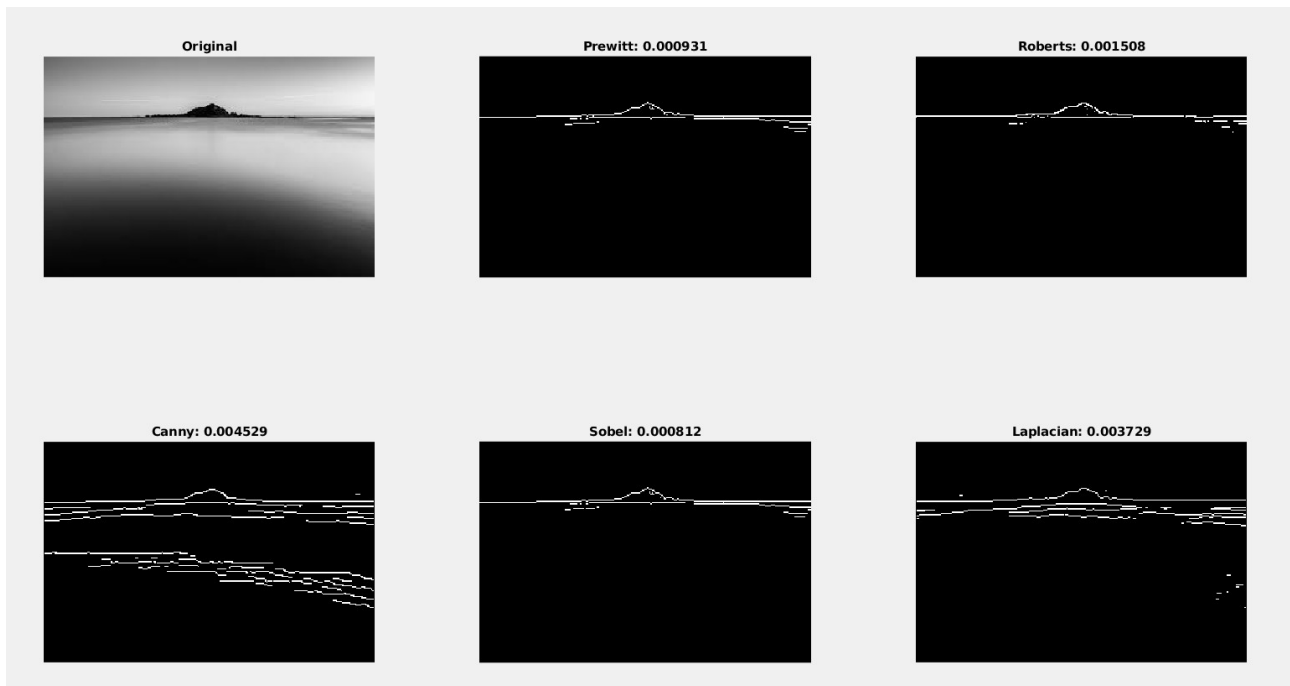 Original
Prewitt: 0.000931
Roberts: 0.001508
Canny: 0.004529
Sobel: 0.000812
Laplacian: 0.003729